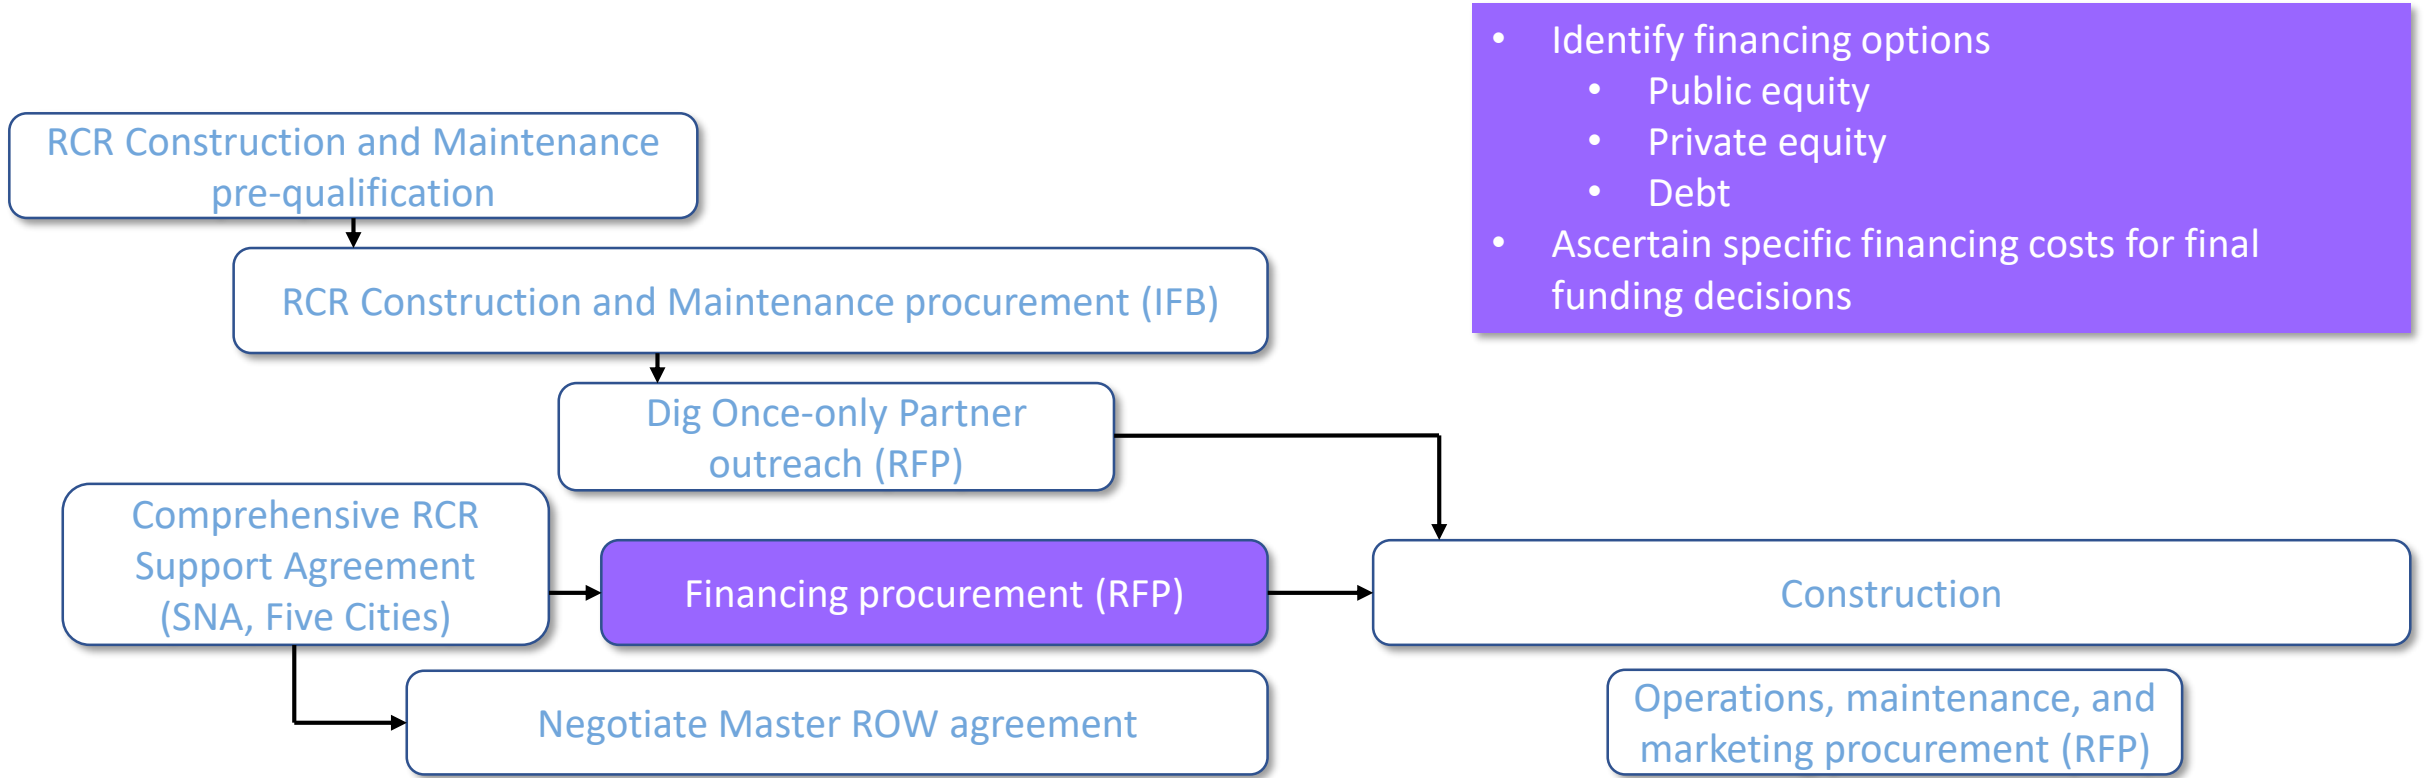 • Identify financing options
• Public equity
• Private equity
• Debt
• Ascertain specific financing costs for final
funding decisions
RCR Construction and Maintenance
pre-qualification
RCR Construction and Maintenance procurement (IFB)
Dig Once-only Partner
outreach (RFP)
Comprehensive RCR
Support Agreement
(SNA, Five Cities)
Financing procurement (RFP)
Construction
Negotiate Master ROW agreement
Operations, maintenance, and
marketing procurement (RFP)